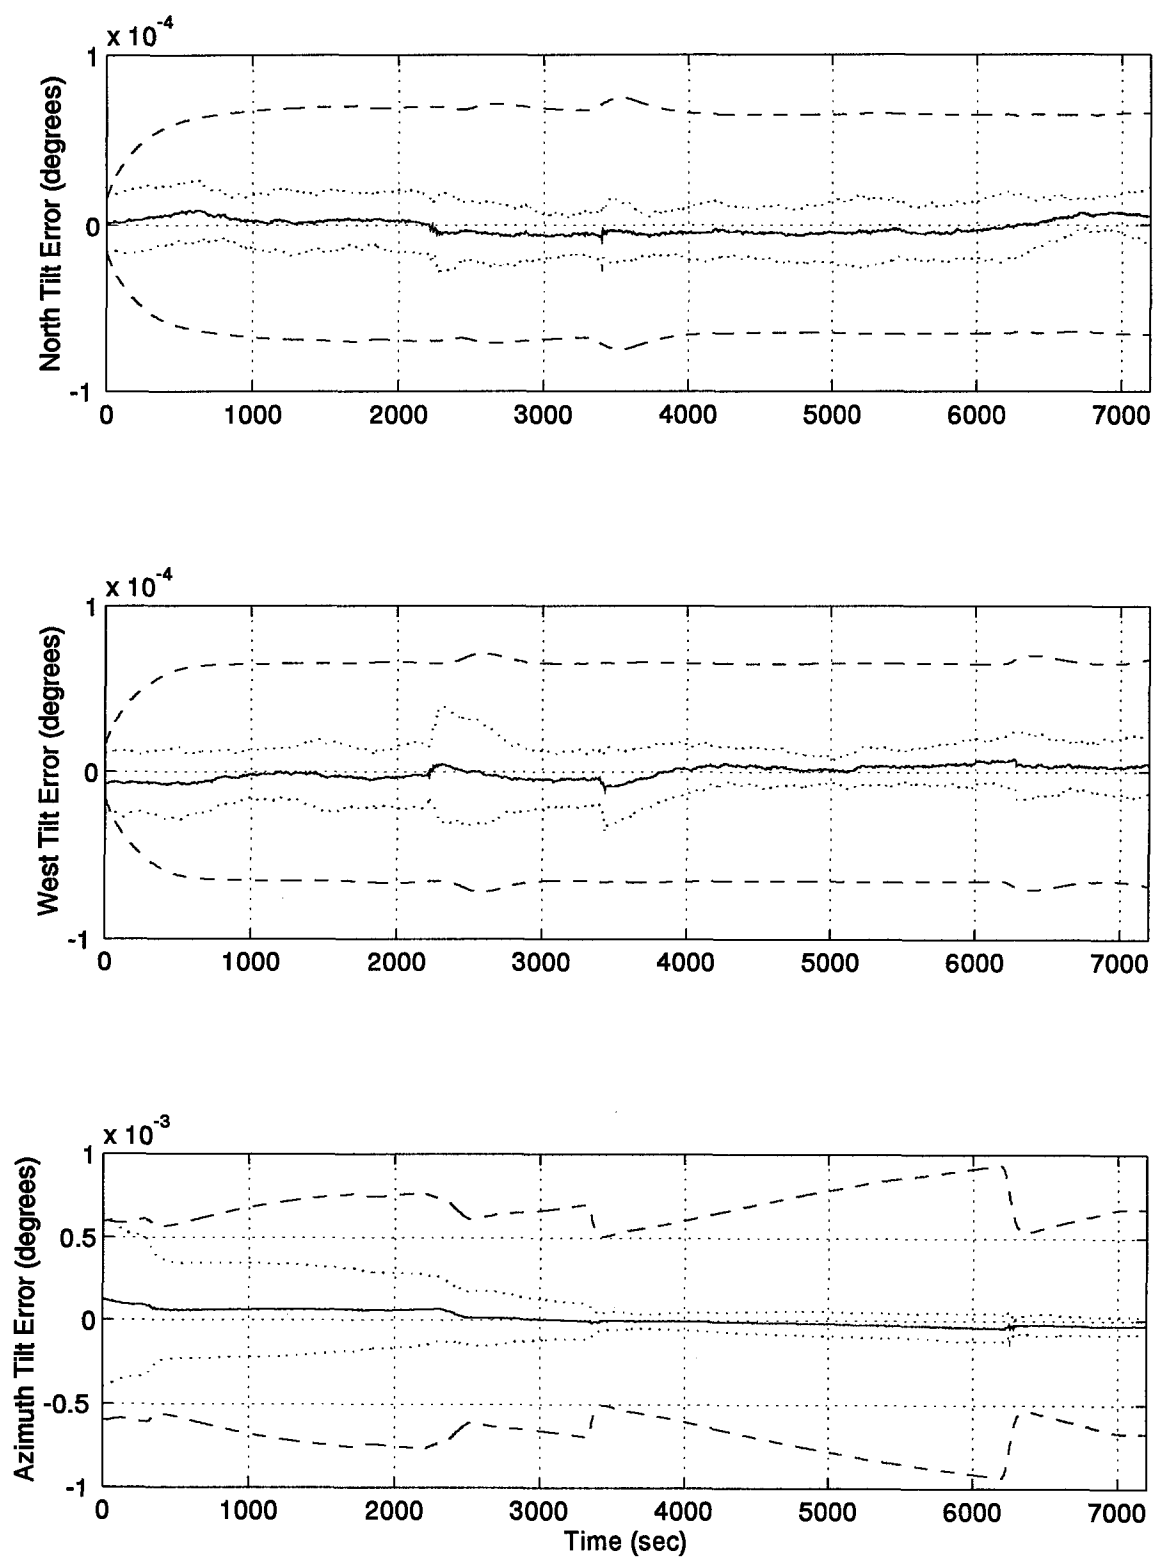 x 10-4
1
0
-1
North Tilt Error (degrees)
0 1000 2000 3000 4000 5000 6000 7000
x 10-4
1
0
-1
West Tilt Error (degrees)
0 1000 2000 3000 4000 5000 6000 7000
x 10-3
1
0.5
0
-0.5
-1
Azimuth Tilt Error (degrees)
0 1000 2000 3000 4000 5000 6000 7000
Time (sec)